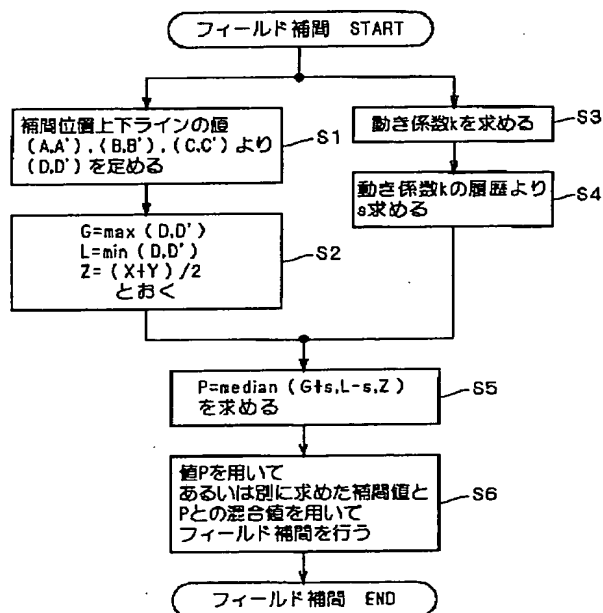 フィールド補間 START
補間位置上下ラインの値
(A,A'),(B,B'),(C,C')より
(D,D')を定める
S1
動き係数kを求める
S3
動き係数kの履歴より
s求める
S4
G=max(D,D')
L=min(D,D')
Z=(X+Y)/2
とおく
S2
P=median(G+s,L-s,Z)
を求める
S5
値Pを用いて
あるいは別に求めた補間値と
Pとの混合値を用いて
フィールド補間を行う
S6
フィールド補間 END